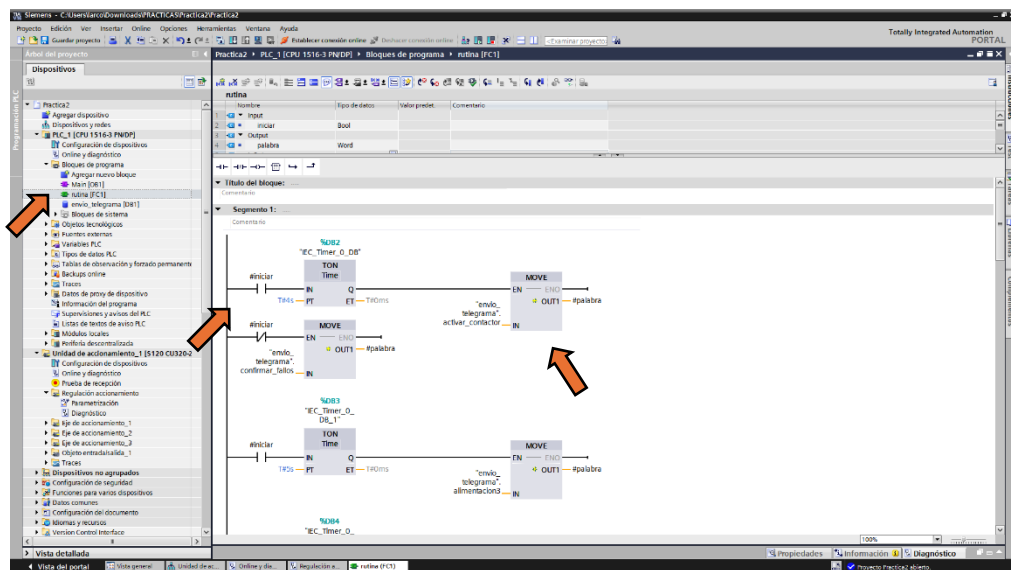 Siemens - C:\Users\larco\Downloads\PRACTICAS\Practica2\Practica2
Proyecto Edición Ver Insertar Online Opciones Herramientas Ventana Ayuda
Totally Integrated Automation
PORTAL
Guardar proyecto
Establecer conexión online
Deshacer conexión online
<Examinar proyecto>
Árbol del proyecto
Practica2 PLC_1 [CPU 1516-3 PN/DP] Bloques de programa rutina [FC1]
Dispositivos
Programación PLC
rutina
Nombre Tipo de datos Valor predet. Comentario
1 Input
2 iniciar Bool
3 Output
4 palabra Word
Practica2
Agregar dispositivo
Dispositivos y redes
PLC_1 [CPU 1516-3 PN/DP]
Configuración de dispositivos
Online y diagnóstico
Bloques de programa
Agregar nuevo bloque
Main [OB1]
rutina [FC1]
envio_telegrama [DB1]
Bloques de sistema
Objetos tecnológicos
Fuentes externas
Variables PLC
Tipos de datos PLC
Tablas de observación y forzado permanente
Backups online
Traces
Datos de proxy de dispositivo
Información del programa
Supervisiones y avisos del PLC
Listas de textos de aviso PLC
Módulos locales
Periferia descentralizada
Unidad de accionamiento_1 [S120 CU320-2
Configuración de dispositivos
Online y diagnóstico
Prueba de recepción
Regulación accionamiento
Parametrización
Diagnóstico
Eje de accionamiento_1
Eje de accionamiento_2
Eje de accionamiento_3
Objeto entrada/salida_1
Traces
Dispositivos no agrupados
Configuración de seguridad
Funciones para varios dispositivos
Datos comunes
Configuración del documento
Idiomas y recursos
Version Control Interface
Vista detallada
Título del bloque: .....
Comentario
Segmento 1: .....
Comentario
%DB2
"IEC_Timer_0_DB"
TON
Time
#iniciar
IN Q
T#4s PT ET T#0ms
MOVE
EN ENO
OUT1 #palabra
"envio_
telegrama".
activar_contactor IN
#iniciar
MOVE
EN ENO
OUT1 #palabra
"envio_
telegrama".
confirmar_fallos IN
%DB3
"IEC_Timer_0_
DB_1"
TON
Time
#iniciar
IN Q
T#5s PT ET T#0ms
MOVE
EN ENO
OUT1 #palabra
"envio_
telegrama".
alimentacion3 IN
%DB4
"IEC_Timer_0_
100%
Propiedades Información Diagnóstico
Vista del portal Vista general Unidad de ac... Online y dia... Regulación a... rutina (FC1)
Proyecto Practica2 abierto.